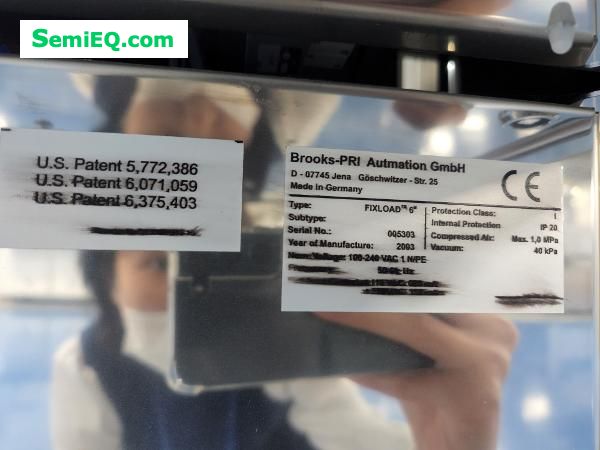 SemiEQ.com
U.S. Patent 5,772,386
U.S. Patent 6,071,059
U.S. Patent 6,375,403
Brooks-PRI Autmation GmbH
D - 07745 Jena Göschwitzer - Str. 25
Made in Germany
CE
Type: FIXLOAD™ 6"
Subtype:
Serial No.: 005303
Year of Manufacture: 2003
Nom. Voltage: 100-240 VAC 1 N/PE
Frequency: 50/60 Hz
Protection Class: I
Internal Protection IP 20
Compressed Air: Max. 1,0 MPa
Vacuum: 40 kPa